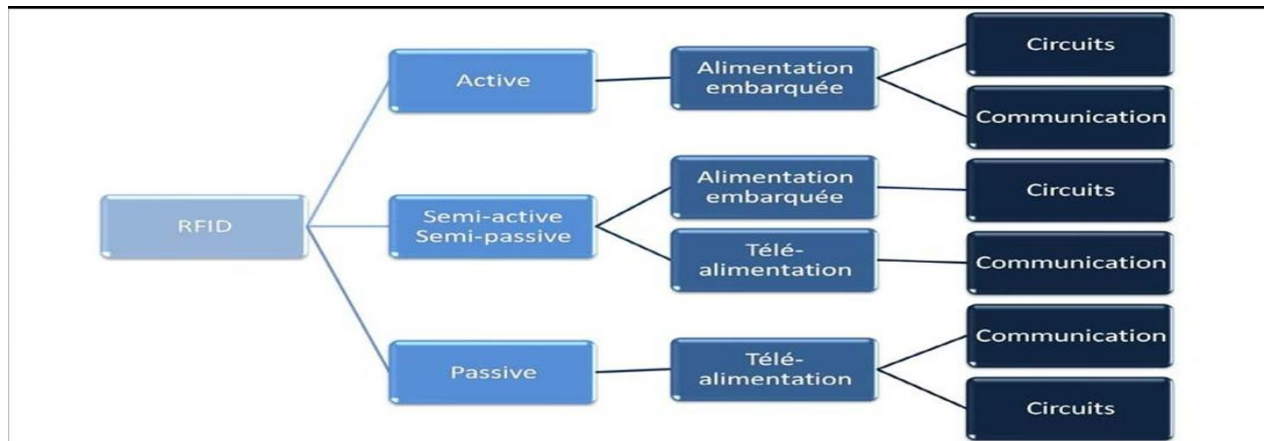 RFID
Active
Alimentation
embarquée
Circuits
Communication
Semi-active
Semi-passive
Alimentation
embarquée
Circuits
Télé-
alimentation
Communication
Passive
Télé-
alimentation
Communication
Circuits